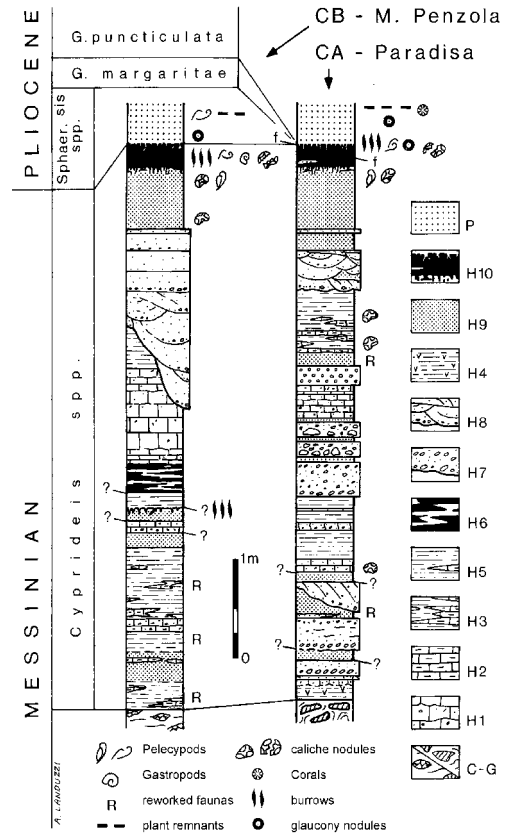 CB - M. Penzola
CA - Paradisa
PLIOCENE
G. puncticulata
G. margaritae
Sphaer. sis spp.
MESSINIAN
Cyprideis spp.
f
f
R
R
R
R
R
?
?
?
?
?
?
?
?
1m
0
P
H10
H9
H4
H8
H7
H6
H5
H3
H2
H1
C-G
Pelecypods
caliche nodules
Gastropods
Corals
R reworked faunas
burrows
plant remnants
glaucony nodules
A. LANDUZZI